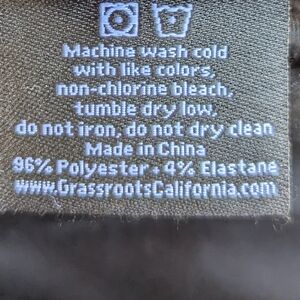 Machine wash cold
with like colors,
non-chlorine bleach,
tumble dry low,
do not iron, do not dry clean
Made in China
96% Polyester • 4% Elastane
www.GrassrootsCalifornia.com